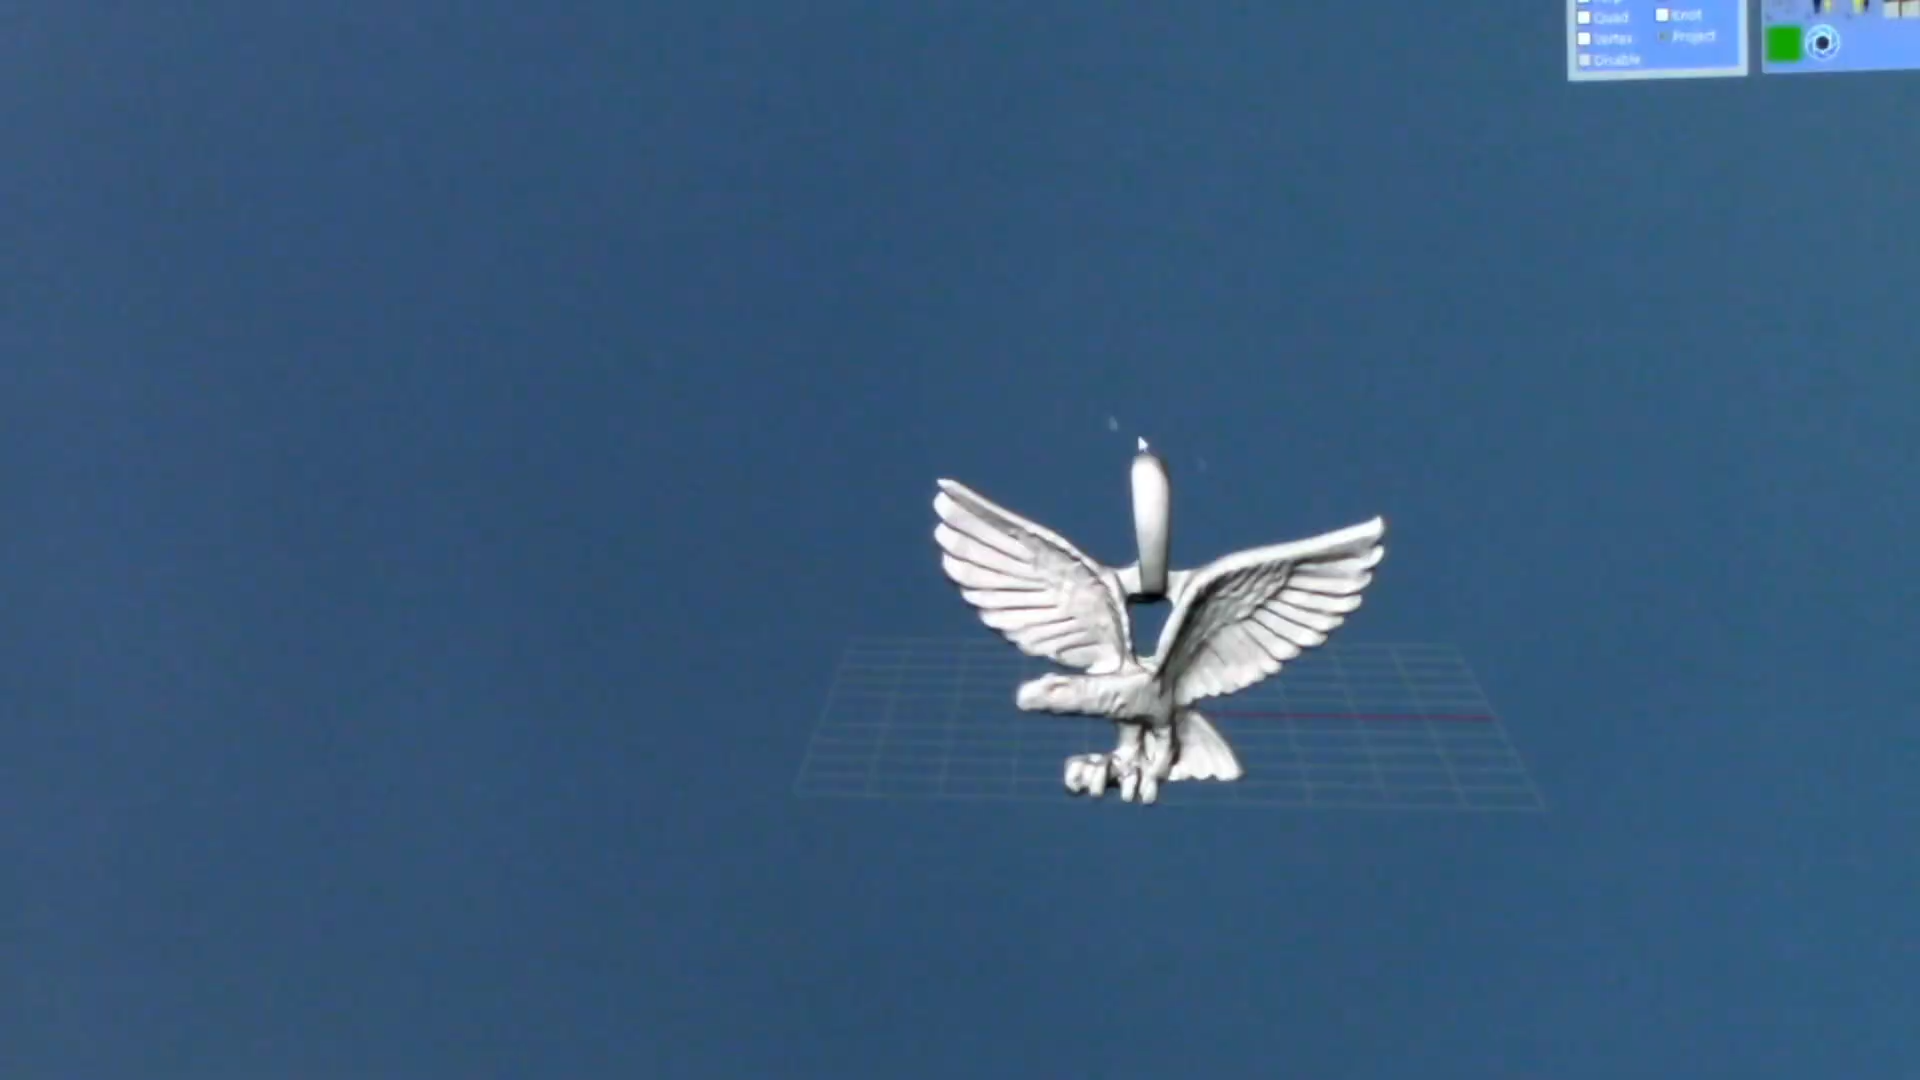 Quad
Knot
Vertex
Project
Disable